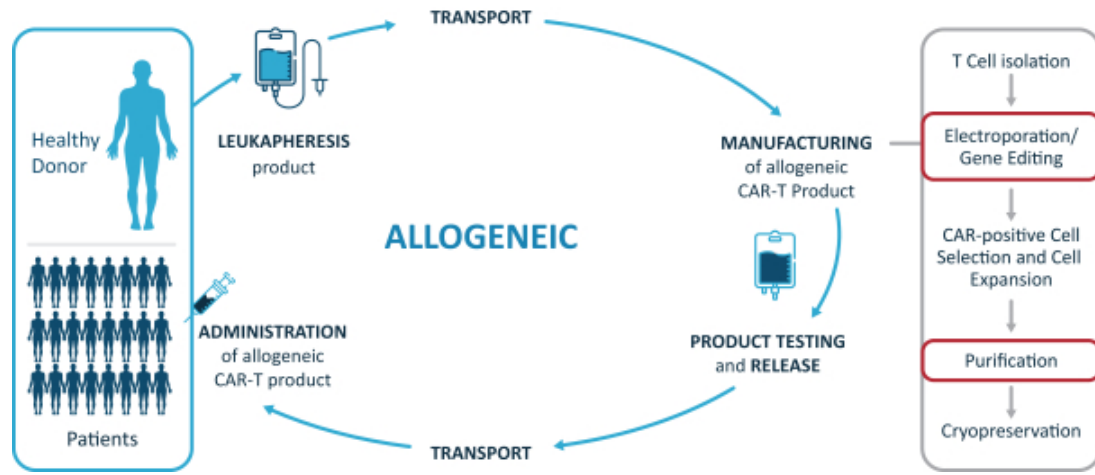 TRANSPORT
Healthy
Donor
LEUKAPHERESIS
product
MANUFACTURING
of allogeneic
CAR-T Product
ALLOGENEIC
PRODUCT TESTING
and RELEASE
ADMINISTRATION
of allogeneic
CAR-T product
Patients
TRANSPORT
T Cell isolation
Electroporation/
Gene Editing
CAR-positive Cell
Selection and Cell
Expansion
Purification
Cryopreservation